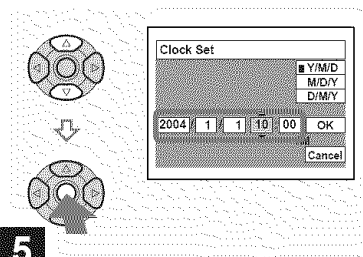 Clock Set
Y/M/D
M/D/Y
D/M/Y
2004 / 1 / 1 10 : 00 OK
Cancel
5